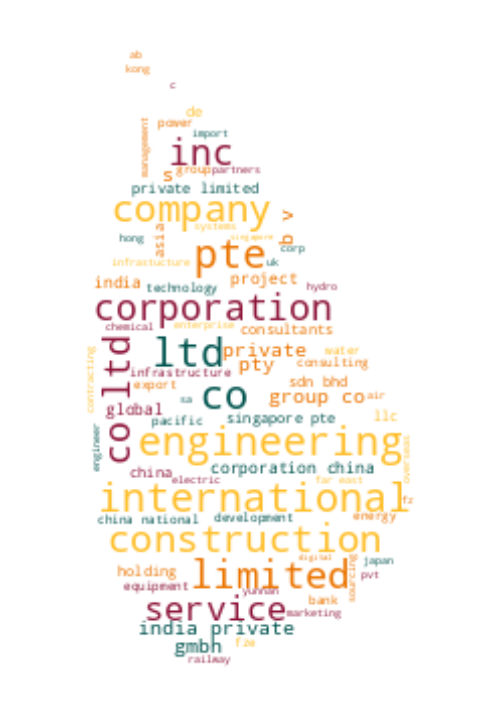 ab
kong
c
de
power
management
import
inc
s
group
partners
private limited
company
b v
systems
singapore
hong
asia
pte
corp
infrastucture
uk
india
project
technology
hydro
corporation
chemical
enterprise
consultants
co ltd
ltd
private
water
pty
consulting
infrastructure
contracting
export
sdn bhd
co
group co
air
sa
global
pacific
singapore pte
llc
engineer
engineering
overseas
china
corporation china
electric
far east
international
fz
china national
development
energy
construction
digital
japan
holding
limited
pvt
equipment
yunnan
sourcing
bank
service
marketing
india private
gmbh
fze
railway